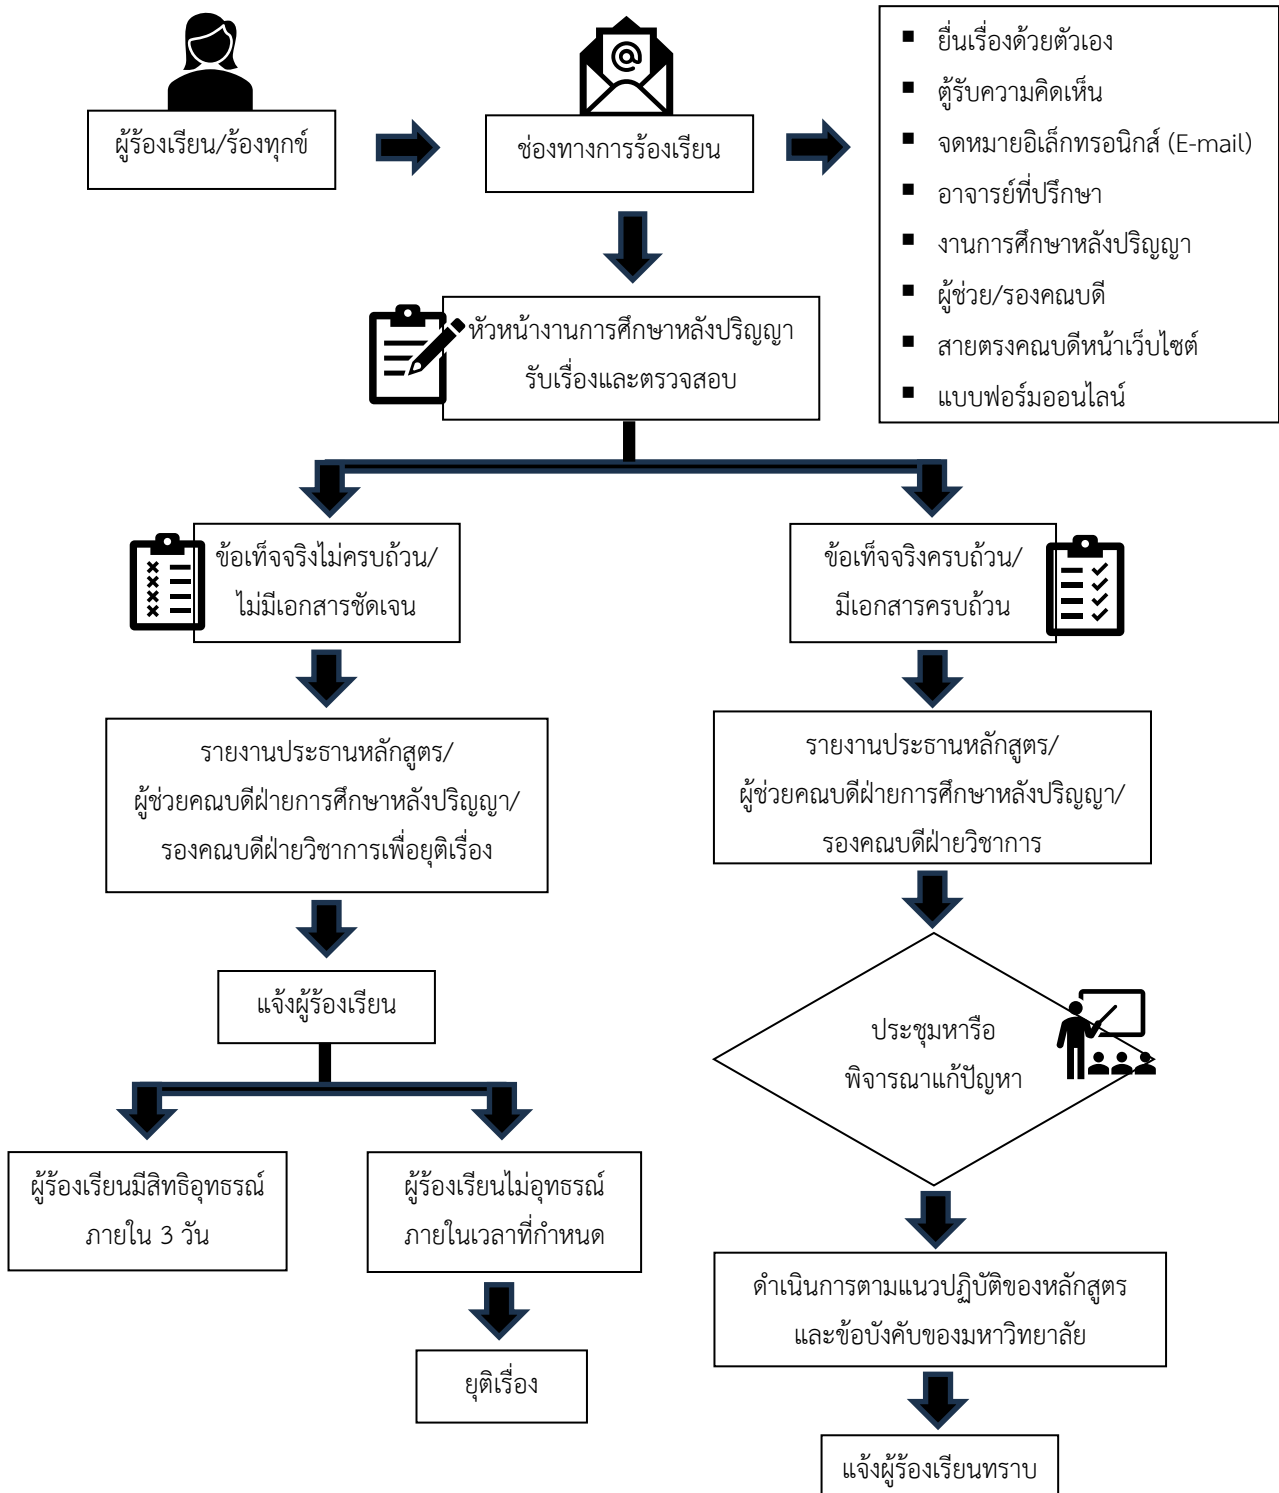 ผู้ร้องเรียน/ร้องทุกข์
ช่องทางการร้องเรียน
ยื่นเรื่องด้วยตัวเอง
ตู้รับความคิดเห็น
จดหมายอิเล็กทรอนิกส์ (E-mail)
อาจารย์ที่ปรึกษา
งานการศึกษาหลังปริญญา
ผู้ช่วย/รองคณบดี
สายตรงคณบดีหน้าเว็บไซต์
แบบฟอร์มออนไลน์
หัวหน้างานการศึกษาหลังปริญญา
รับเรื่องและตรวจสอบ
ข้อเท็จจริงไม่ครบถ้วน/
ไม่มีเอกสารชัดเจน
ข้อเท็จจริงครบถ้วน/
มีเอกสารครบถ้วน
รายงานประธานหลักสูตร/
ผู้ช่วยคณบดีฝ่ายการศึกษาหลังปริญญา/
รองคณบดีฝ่ายวิชาการเพื่อยุติเรื่อง
รายงานประธานหลักสูตร/
ผู้ช่วยคณบดีฝ่ายการศึกษาหลังปริญญา/
รองคณบดีฝ่ายวิชาการ
แจ้งผู้ร้องเรียน
ประชุมหารือ
พิจารณาแก้ปัญหา
ผู้ร้องเรียนมีสิทธิอุทธรณ์
ภายใน 3 วัน
ผู้ร้องเรียนไม่อุทธรณ์
ภายในเวลาที่กำหนด
ดำเนินการตามแนวปฏิบัติของหลักสูตร
และข้อบังคับของมหาวิทยาลัย
ยุติเรื่อง
แจ้งผู้ร้องเรียนทราบ